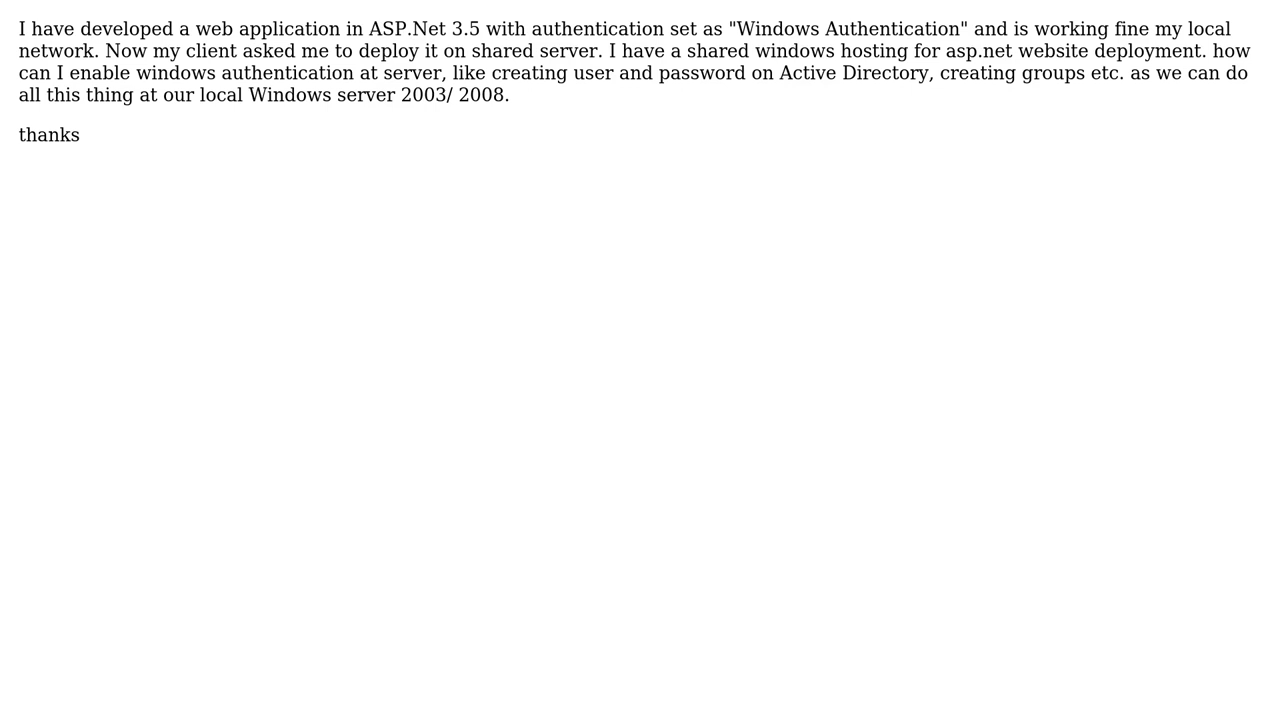 I have developed a web application in ASP.Net 3.5 with authentication set as "Windows Authentication" and is working fine my local
network. Now my client asked me to deploy it on shared server. I have a shared windows hosting for asp.net website deployment. how
can I enable windows authentication at server, like creating user and password on Active Directory, creating groups etc. as we can do
all this thing at our local Windows server 2003/ 2008.
thanks